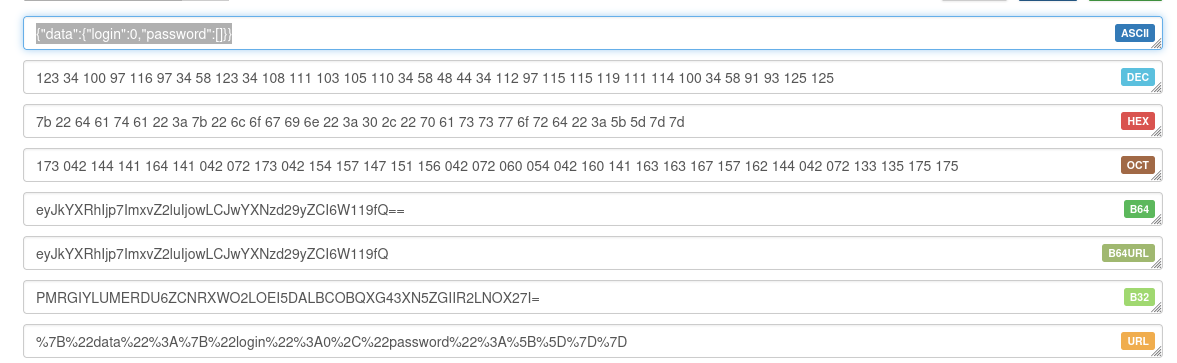 {"data":{"login":0,"password":[]}}
ASCII
123 34 100 97 116 97 34 58 123 34 108 111 103 105 110 34 58 48 44 34 112 97 115 115 119 111 114 100 34 58 91 93 125 125
DEC
7b 22 64 61 74 61 22 3a 7b 22 6c 6f 67 69 6e 22 3a 30 2c 22 70 61 73 73 77 6f 72 64 22 3a 5b 5d 7d 7d
HEX
173 042 144 141 164 141 042 072 173 042 154 157 147 151 156 042 072 060 054 042 160 141 163 163 167 157 162 144 042 072 133 135 175 175
OCT
eyJkYXRhIjp7ImxvZ2luIjowLCJwYXNzd29yZCI6W119fQ==
B64
eyJkYXRhIjp7ImxvZ2luIjowLCJwYXNzd29yZCI6W119fQ
B64URL
PMRGIYLUMERDU6ZCNRXWO2LOEI5DALBCOBQXG43XN5ZGIIR2LNOX27I=
B32
%7B%22data%22%3A%7B%22login%22%3A0%2C%22password%22%3A%5B%5D%7D%7D
URL